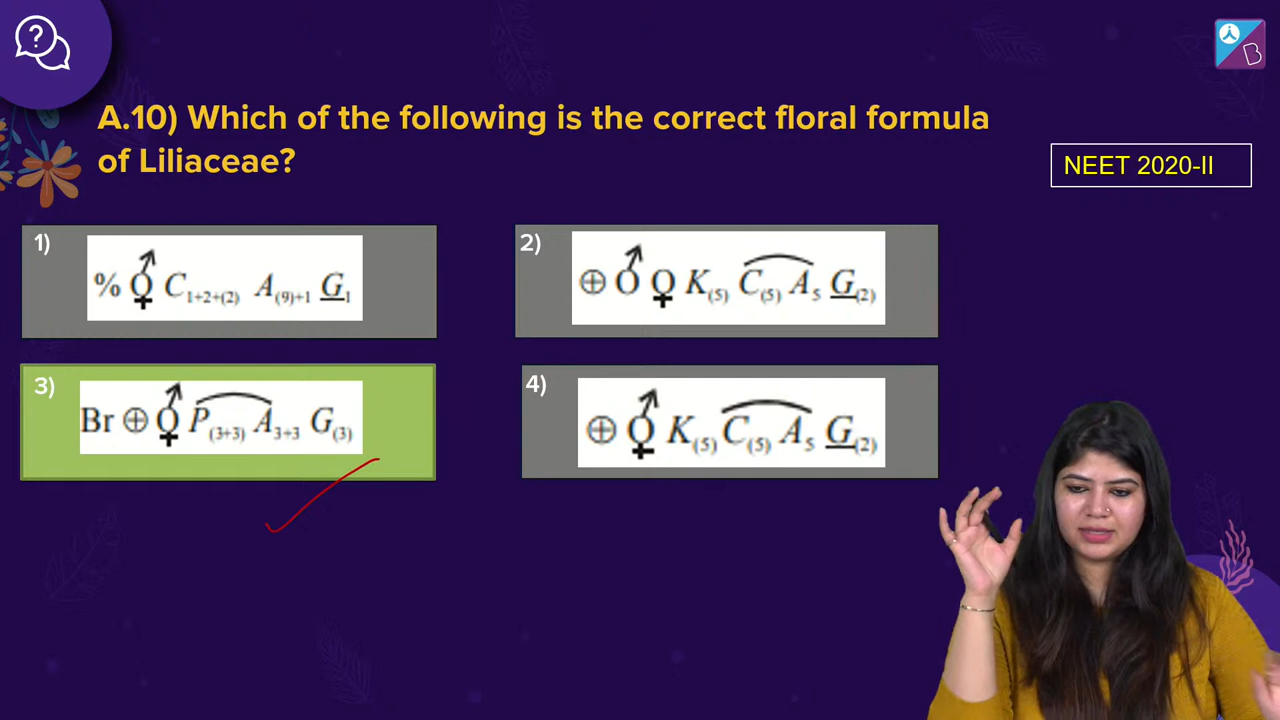 A.10) Which of the following is the correct floral formula
of Liliaceae?
NEET 2020-II
1)
% ⚥ C1+2+(2) A(9)+1 G1
2)
⊕ ♂ ♀ K(5) C(5) A5 G(2)
3)
Br ⊕ ⚥ P(3+3) A3+3 G(3)
4)
⊕ ⚥ K(5) C(5) A5 G(2)
?
B